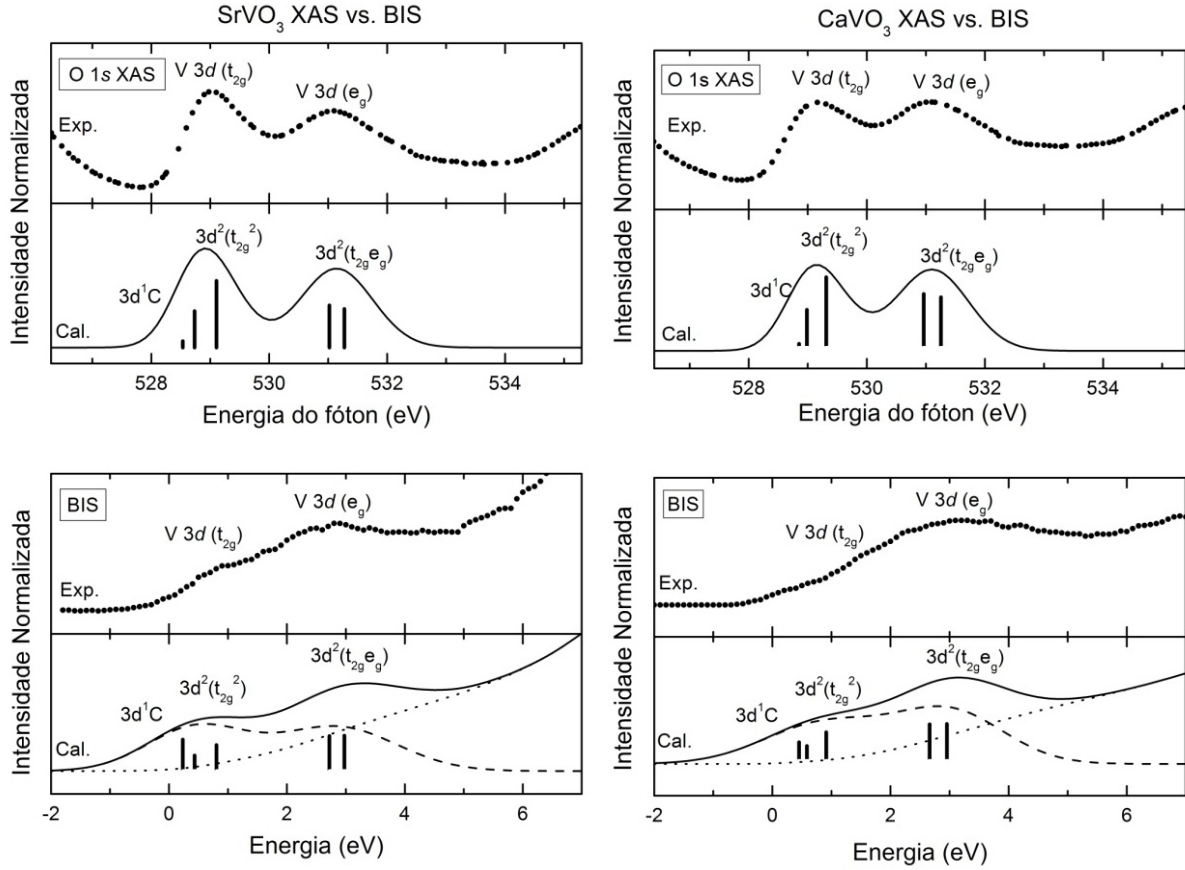 SrVO₃ XAS vs. BIS
Intensidade Normalizada
O 1s XAS
V 3d (t₂g)
V 3d (eg)
Exp.
3d²(t₂g²)
3d²(t₂geg)
3d¹C
Cal.
528 530 532 534
Energia do fóton (eV)
CaVO₃ XAS vs. BIS
Intensidade Normalizada
O 1s XAS
V 3d (t₂g)
V 3d (eg)
Exp.
3d²(t₂g²)
3d²(t₂geg)
3d¹C
Cal.
528 530 532 534
Energia do fóton (eV)
Intensidade Normalizada
BIS
V 3d (eg)
V 3d (t₂g)
Exp.
3d²(t₂geg)
3d²(t₂g²)
3d¹C
Cal.
-2 0 2 4 6
Energia (eV)
Intensidade Normalizada
BIS
V 3d (eg)
V 3d (t₂g)
Exp.
3d²(t₂geg)
3d²(t₂g²)
3d¹C
Cal.
-2 0 2 4 6
Energia (eV)